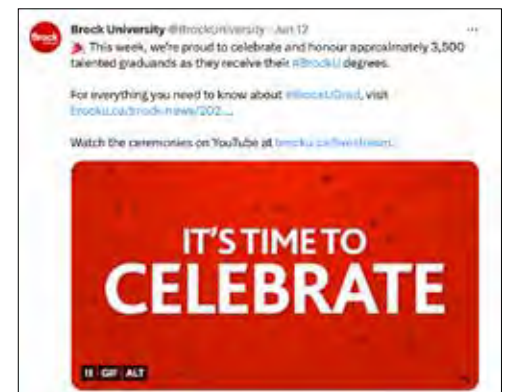 Brock University @BrockUniversity · Jun 12
Brock
This week, we're proud to celebrate and honour approximately 3,500
talented graduands as they receive their #BrockU degrees.
For everything you need to know about #BrockUGrad, visit
brocku.ca/brock-news/202...
Watch the ceremonies on YouTube at brocku.ca/livestream.
IT'S TIME TO
CELEBRATE
GIF ALT